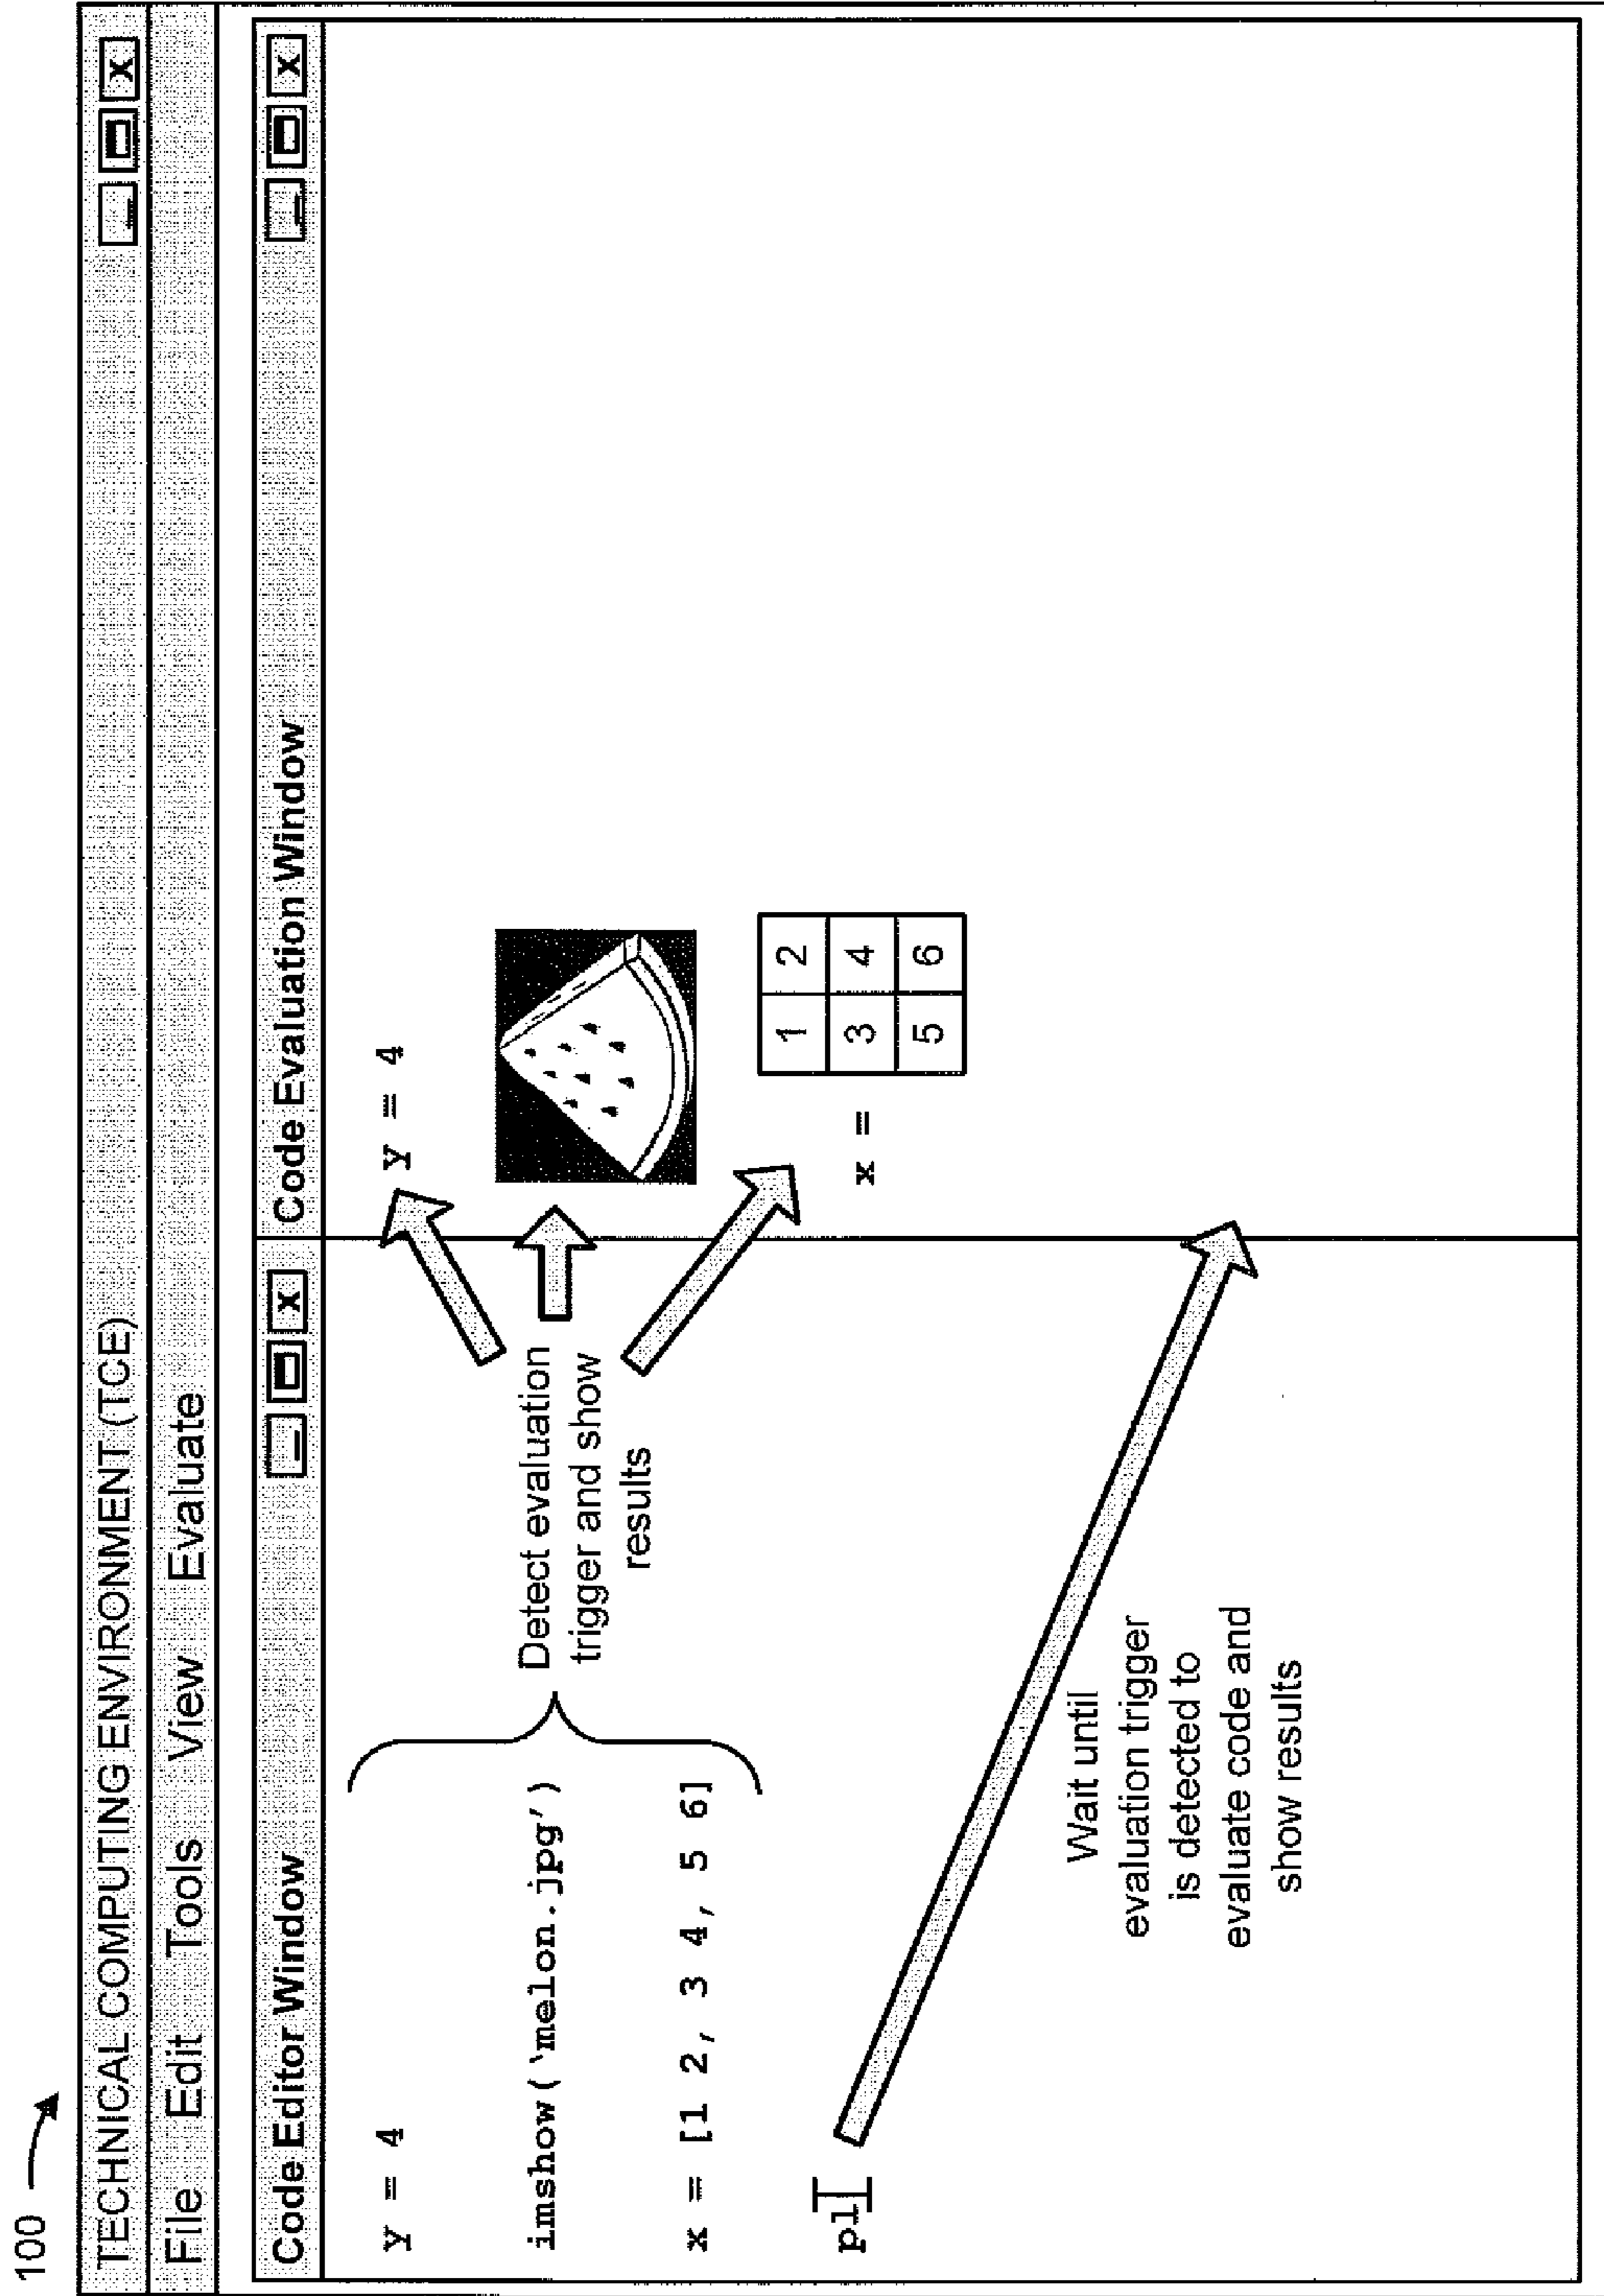 100
TECHNICAL COMPUTING ENVIRONMENT (TCE)
_ X
File Edit Tools View Evaluate
Code Editor Window
_ X
Code Evaluation Window
_ X
y = 4
imshow(‘melon.jpg’)
x = [1 2, 3 4, 5 6]
pl
Detect evaluation
trigger and show
results
Wait until
evaluation trigger
is detected to
evaluate code and
show results
y = 4
x =
1 2
3 4
5 6